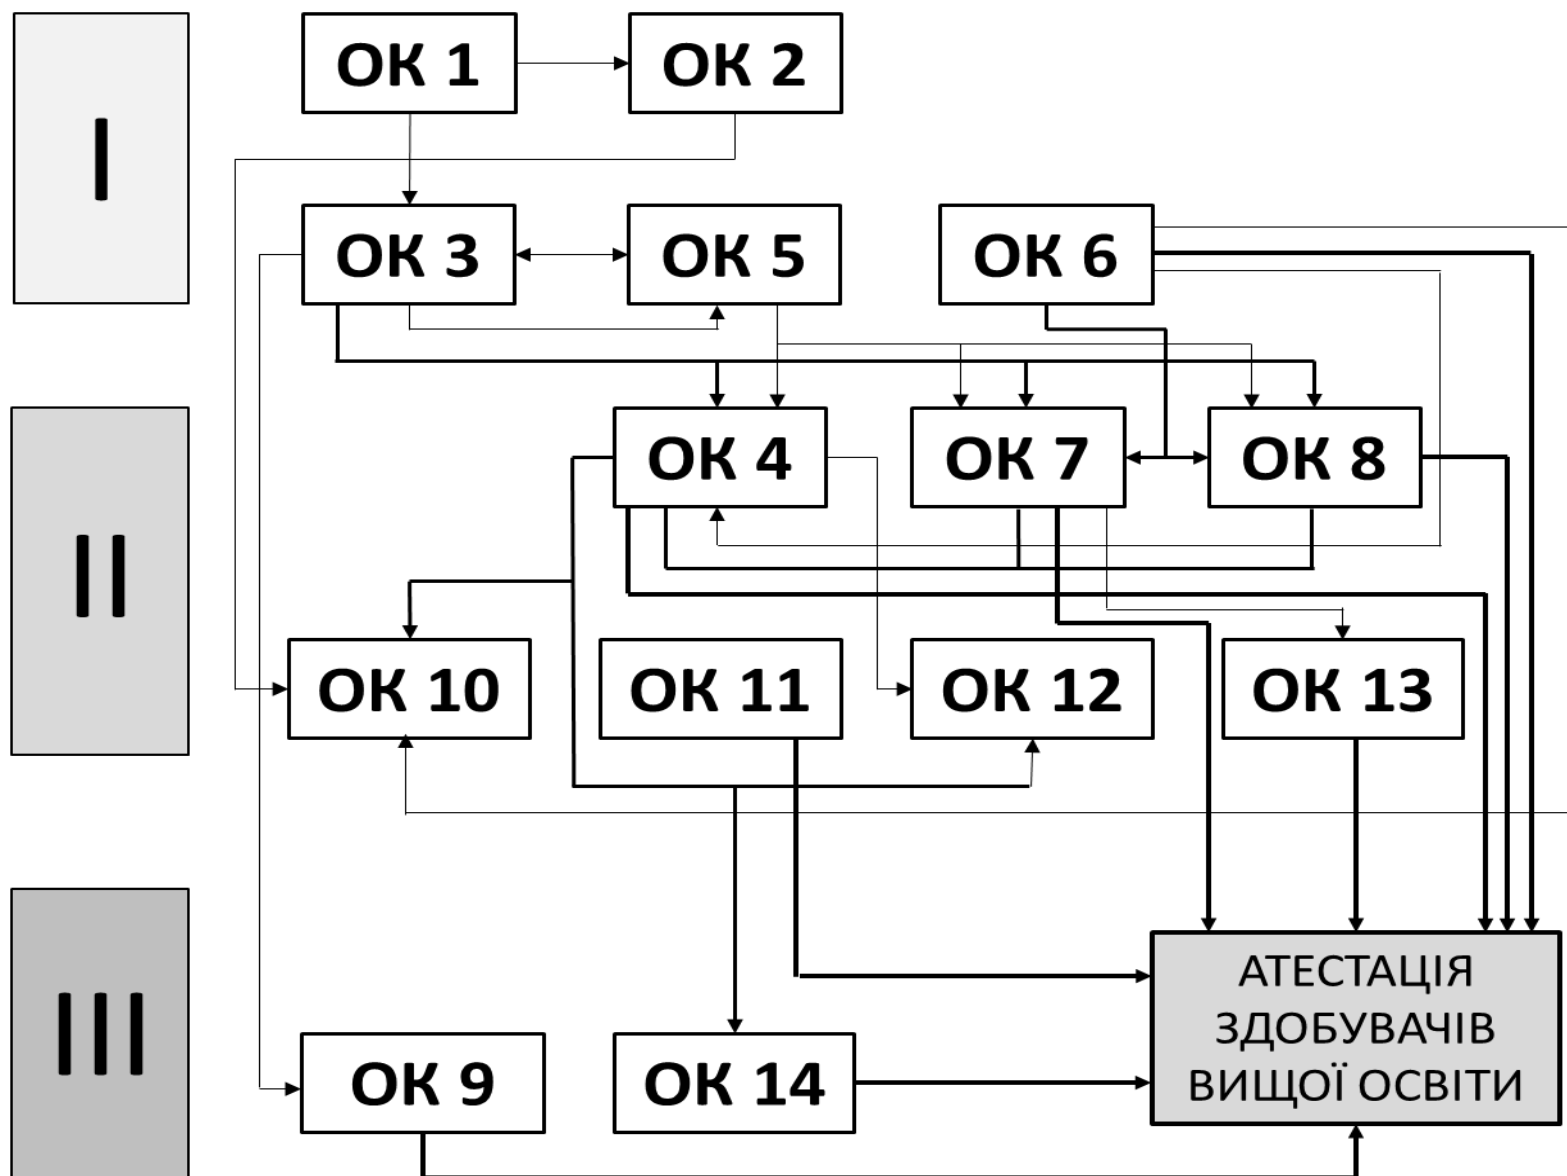 I
ОК 1
ОК 2
ОК 3
ОК 5
ОК 6
II
ОК 4
ОК 7
ОК 8
ОК 10
ОК 11
ОК 12
ОК 13
III
ОК 9
ОК 14
АТЕСТАЦІЯ
ЗДОБУВАЧІВ
ВИЩОЇ ОСВІТИ